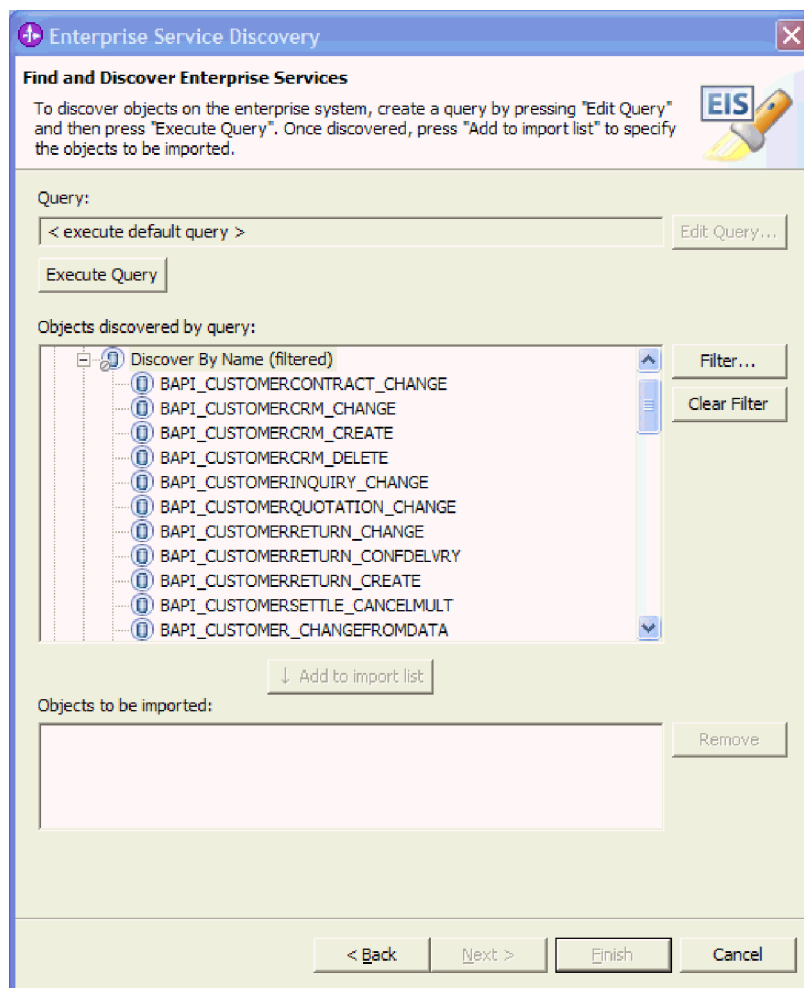 Enterprise Service Discovery
Find and Discover Enterprise Services
To discover objects on the enterprise system, create a query by pressing "Edit Query"
and then press "Execute Query". Once discovered, press "Add to import list" to specify
the objects to be imported.
EIS
Query:
< execute default query >
Edit Query...
Execute Query
Objects discovered by query:
Discover By Name (filtered)
Filter...
BAPI_CUSTOMERCONTRACT_CHANGE
BAPI_CUSTOMERCRM_CHANGE
Clear Filter
BAPI_CUSTOMERCRM_CREATE
BAPI_CUSTOMERCRM_DELETE
BAPI_CUSTOMERINQUIRY_CHANGE
BAPI_CUSTOMERQUOTATION_CHANGE
BAPI_CUSTOMERRETURN_CHANGE
BAPI_CUSTOMERRETURN_CONFDELVRY
BAPI_CUSTOMERRETURN_CREATE
BAPI_CUSTOMERSETTLE_CANCELMULT
BAPI_CUSTOMER_CHANGEFROMDATA
↓ Add to import list
Objects to be imported:
Remove
< Back
Next >
Finish
Cancel